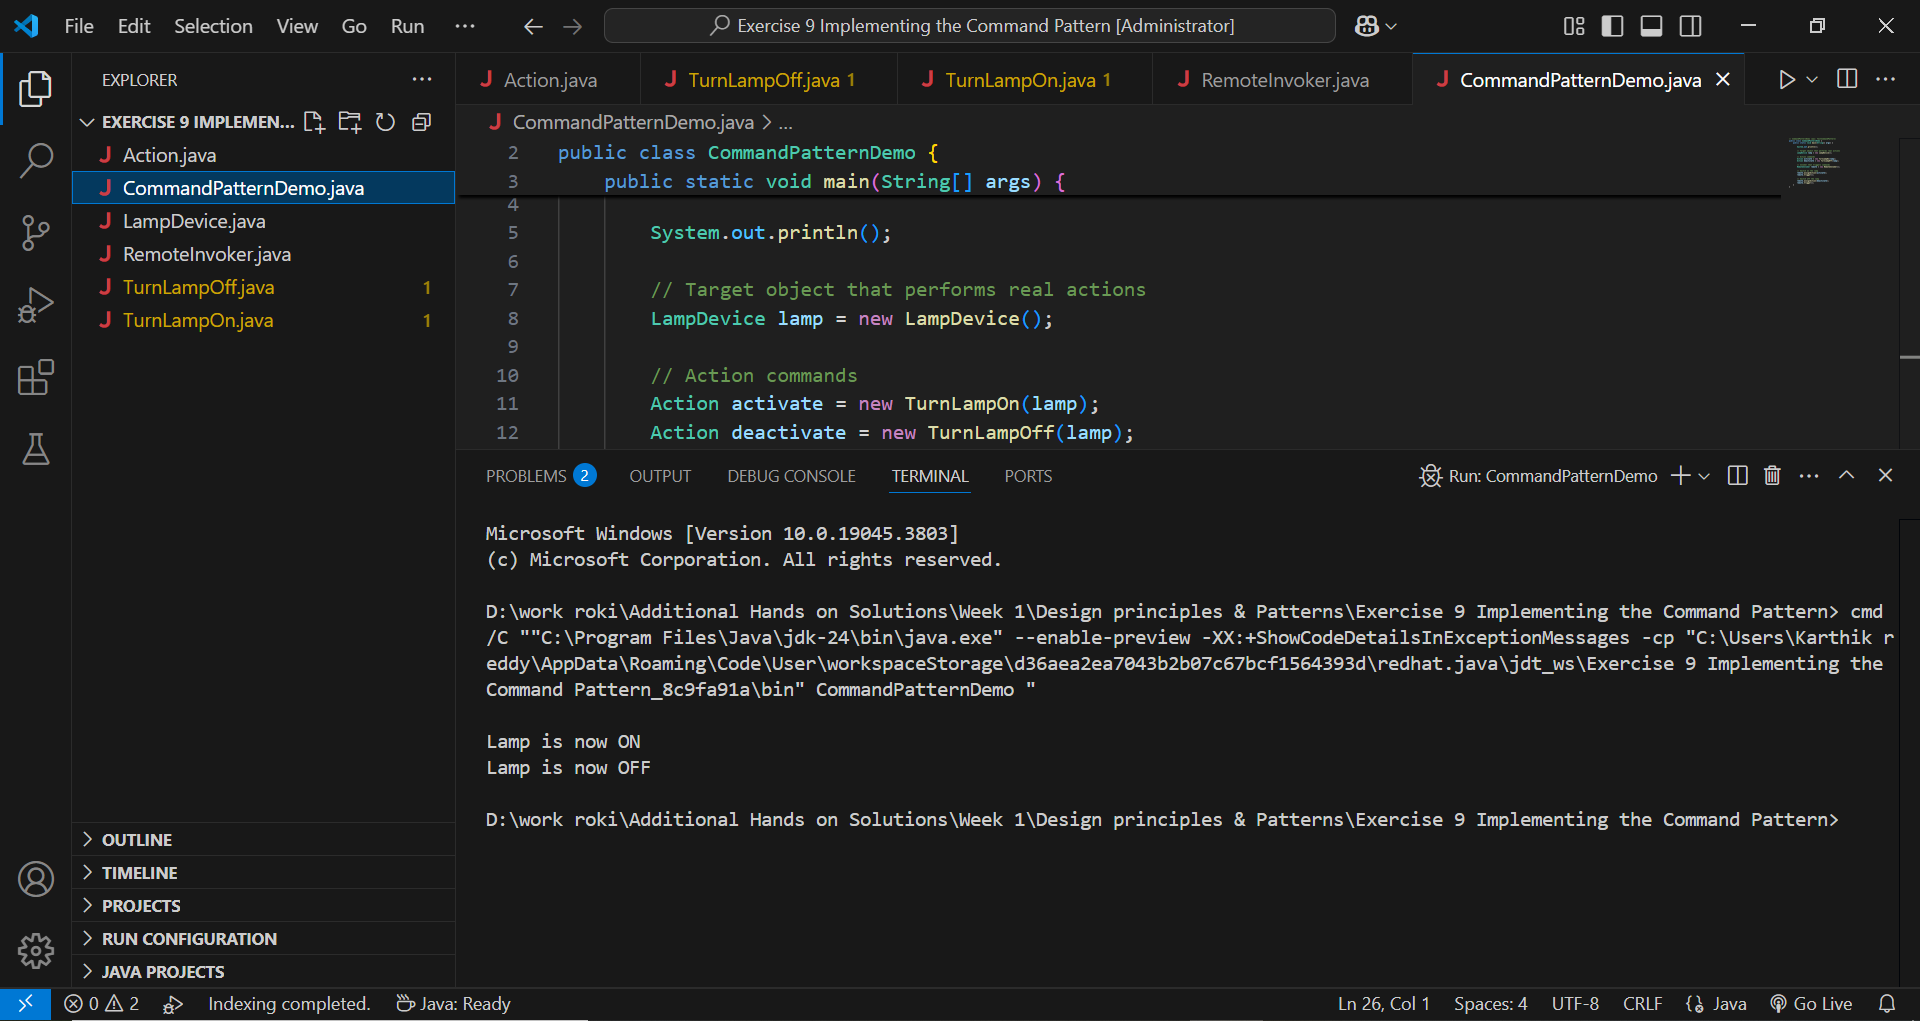 File Edit Selection View Go Run ···
Exercise 9 Implementing the Command Pattern [Administrator]
EXPLORER
EXERCISE 9 IMPLEMEN...
Action.java
CommandPatternDemo.java
LampDevice.java
RemoteInvoker.java
TurnLampOff.java 1
TurnLampOn.java 1
OUTLINE
TIMELINE
PROJECTS
RUN CONFIGURATION
JAVA PROJECTS
Action.java TurnLampOff.java 1 TurnLampOn.java 1 RemoteInvoker.java CommandPatternDemo.java
CommandPatternDemo.java > ...
2 public class CommandPatternDemo {
3 public static void main(String[] args) {
4
5 System.out.println();
6
7 // Target object that performs real actions
8 LampDevice lamp = new LampDevice();
9
10 // Action commands
11 Action activate = new TurnLampOn(lamp);
12 Action deactivate = new TurnLampOff(lamp);
PROBLEMS 2 OUTPUT DEBUG CONSOLE TERMINAL PORTS
Run: CommandPatternDemo
Microsoft Windows [Version 10.0.19045.3803]
(c) Microsoft Corporation. All rights reserved.
D:\work roki\Additional Hands on Solutions\Week 1\Design principles & Patterns\Exercise 9 Implementing the Command Pattern> cmd
/C ""C:\Program Files\Java\jdk-24\bin\java.exe" --enable-preview -XX:+ShowCodeDetailsInExceptionMessages -cp "C:\Users\Karthik r
eddy\AppData\Roaming\Code\User\workspaceStorage\d36aea2ea7043b2b07c67bcf1564393d\redhat.java\jdt_ws\Exercise 9 Implementing the
Command Pattern_8c9fa91a\bin" CommandPatternDemo "
Lamp is now ON
Lamp is now OFF
D:\work roki\Additional Hands on Solutions\Week 1\Design principles & Patterns\Exercise 9 Implementing the Command Pattern>
0 2 Indexing completed. Java: Ready
Ln 26, Col 1 Spaces: 4 UTF-8 CRLF Java Go Live